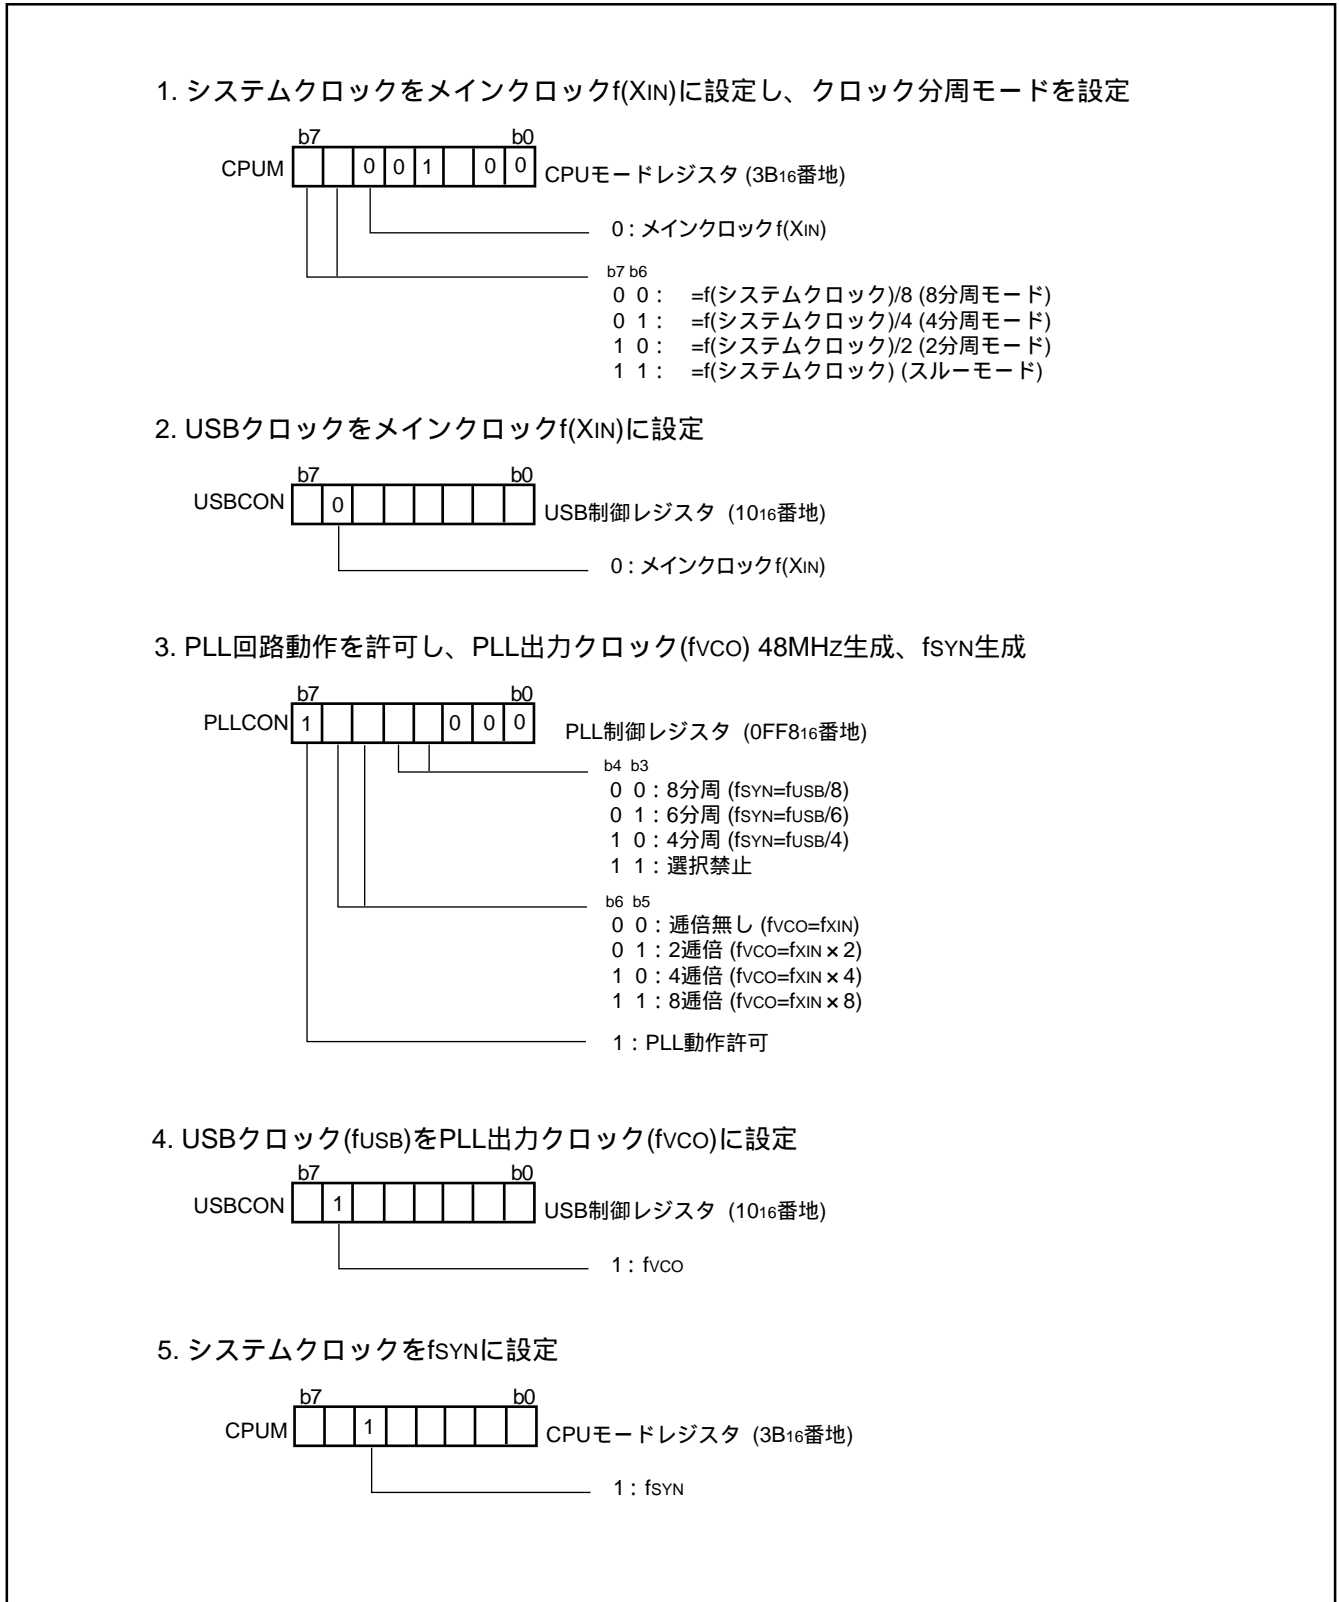 1. システムクロックをメインクロックf(XIN)に設定し、クロック分周モードを設定
b7 b0
CPUM 0 0 1 0 0 CPUモードレジスタ (3B16番地)
0 : メインクロックf(XIN)
b7 b6
0 0 : =f(システムクロック)/8 (8分周モード)
0 1 : =f(システムクロック)/4 (4分周モード)
1 0 : =f(システムクロック)/2 (2分周モード)
1 1 : =f(システムクロック) (スルーモード)
2. USBクロックをメインクロックf(XIN)に設定
b7 b0
USBCON 0 USB制御レジスタ (1016番地)
0 : メインクロックf(XIN)
3. PLL回路動作を許可し、PLL出力クロック(fVCO) 48MHZ生成、fSYN生成
b7 b0
PLLCON 1 0 0 0 PLL制御レジスタ (0FF816番地)
b4 b3
0 0 : 8分周 (fSYN=fUSB/8)
0 1 : 6分周 (fSYN=fUSB/6)
1 0 : 4分周 (fSYN=fUSB/4)
1 1 : 選択禁止
b6 b5
0 0 : 逓倍無し (fVCO=fXIN)
0 1 : 2逓倍 (fVCO=fXIN × 2)
1 0 : 4逓倍 (fVCO=fXIN × 4)
1 1 : 8逓倍 (fVCO=fXIN × 8)
1 : PLL動作許可
4. USBクロック(fUSB)をPLL出力クロック(fVCO)に設定
b7 b0
USBCON 1 USB制御レジスタ (1016番地)
1 : fVCO
5. システムクロックをfSYNに設定
b7 b0
CPUM 1 CPUモードレジスタ (3B16番地)
1 : fSYN